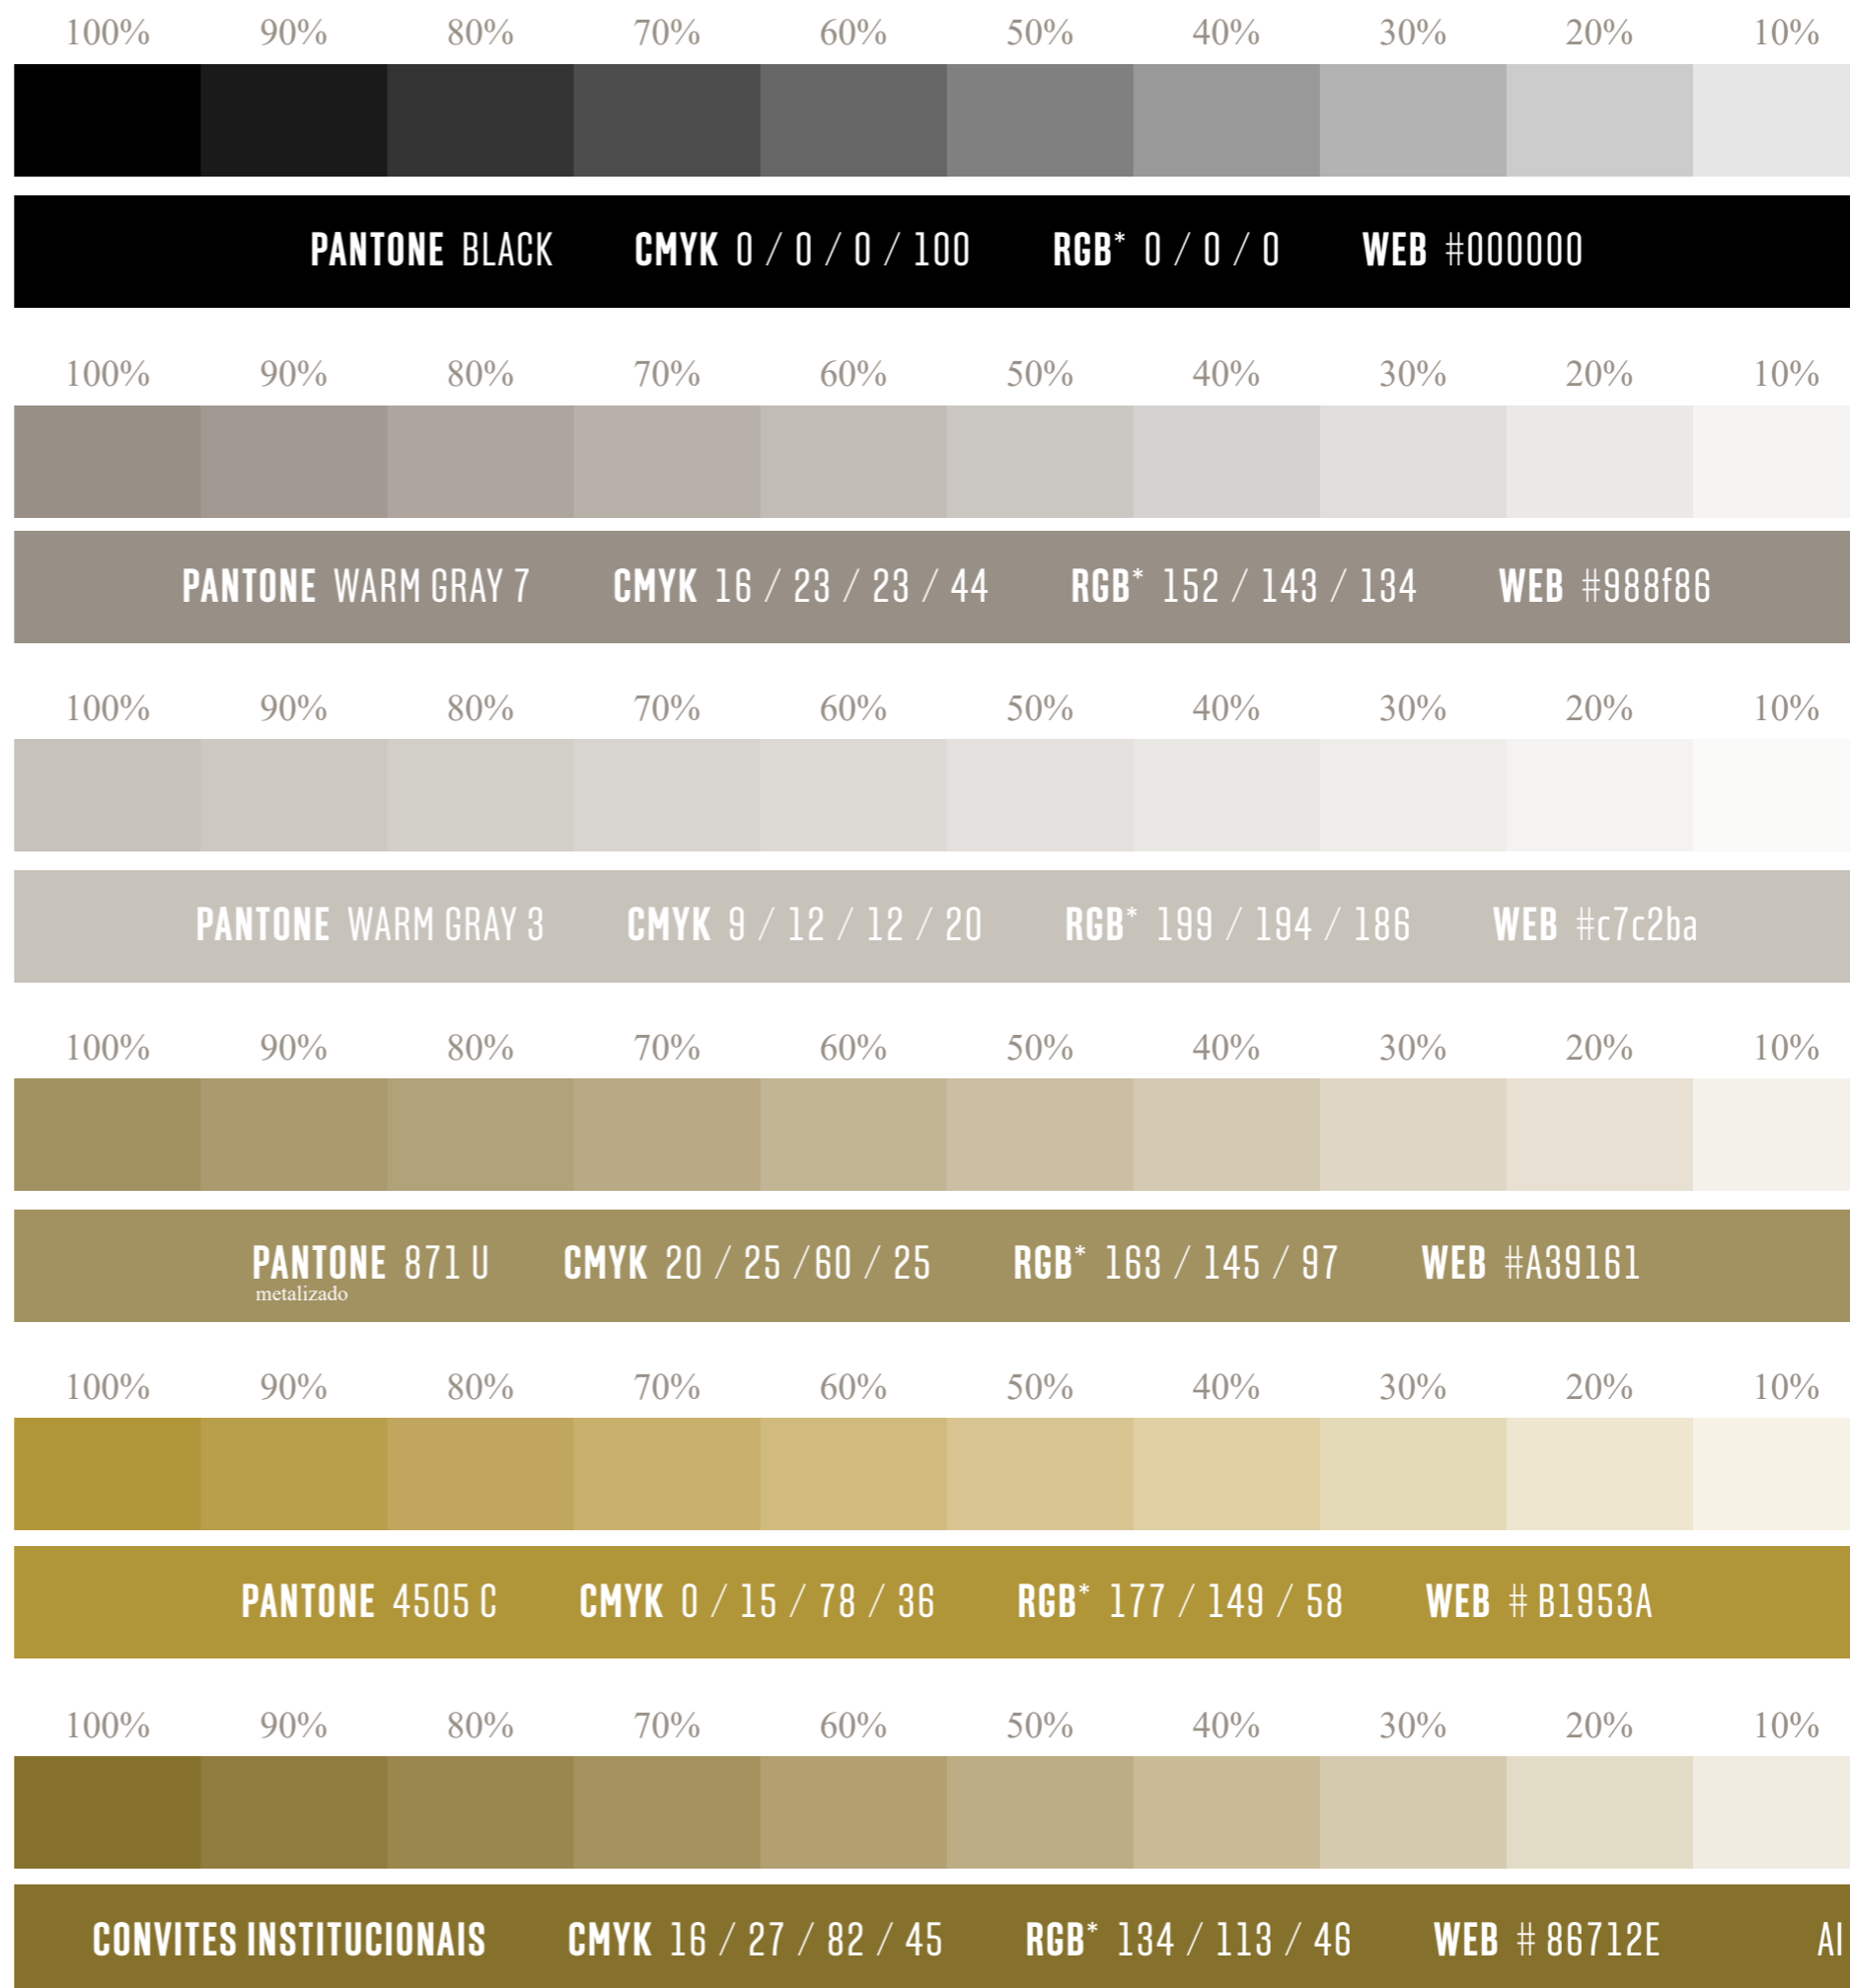 100% 90% 80% 70% 60% 50% 40% 30% 20% 10%
PANTONE BLACK CMYK 0 / 0 / 0 / 100 RGB* 0 / 0 / 0 WEB #000000
100% 90% 80% 70% 60% 50% 40% 30% 20% 10%
PANTONE WARM GRAY 7 CMYK 16 / 23 / 23 / 44 RGB* 152 / 143 / 134 WEB #988f86
100% 90% 80% 70% 60% 50% 40% 30% 20% 10%
PANTONE WARM GRAY 3 CMYK 9 / 12 / 12 / 20 RGB* 199 / 194 / 186 WEB #c7c2ba
100% 90% 80% 70% 60% 50% 40% 30% 20% 10%
PANTONE 871 U CMYK 20 / 25 /60 / 25 RGB* 163 / 145 / 97 WEB #A39161
metalizado
100% 90% 80% 70% 60% 50% 40% 30% 20% 10%
PANTONE 4505 C CMYK 0 / 15 / 78 / 36 RGB* 177 / 149 / 58 WEB # B1953A
100% 90% 80% 70% 60% 50% 40% 30% 20% 10%
CONVITES INSTITUCIONAIS CMYK 16 / 27 / 82 / 45 RGB* 134 / 113 / 46 WEB # 86712E